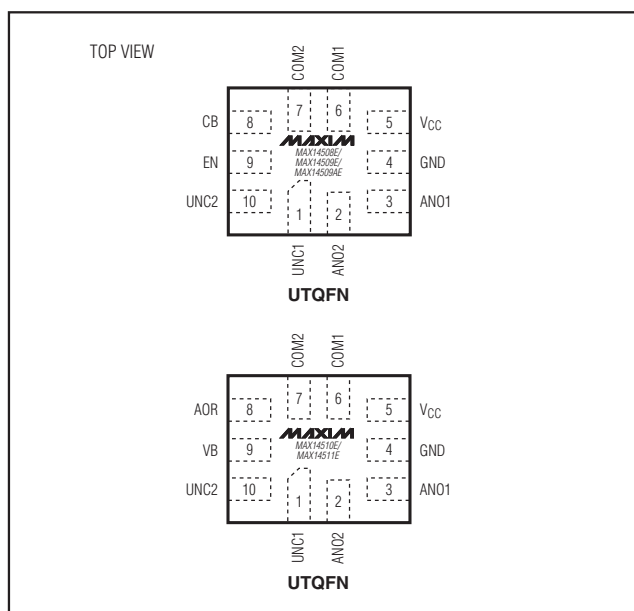 TOP VIEW
COM2
COM1
CB
8
7
6
5
VCC
MAXIM
EN
9
MAX14508E/
MAX14509E/
MAX14509AE
4
GND
UNC2
10
1
2
3
ANO1
UNC1
ANO2
UTQFN
COM2
COM1
AOR
8
7
6
5
VCC
MAXIM
VB
9
MAX14510E/
MAX14511E
4
GND
UNC2
10
1
2
3
ANO1
UNC1
ANO2
UTQFN